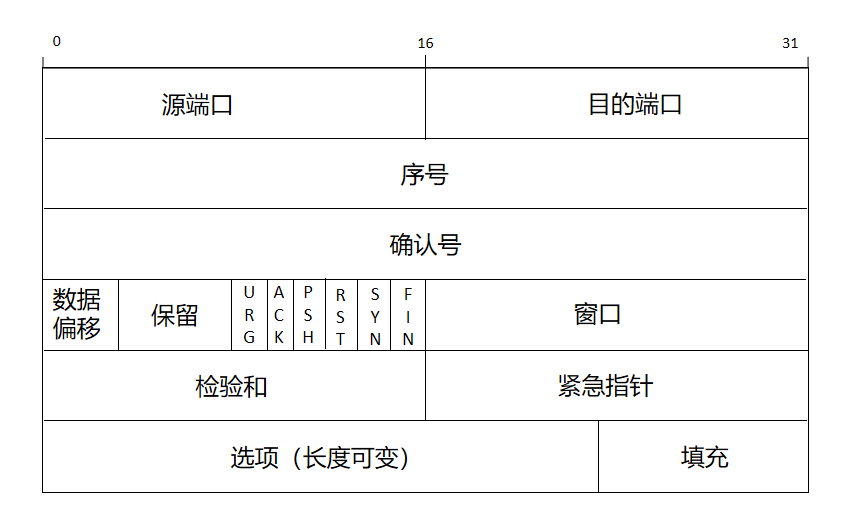 0 16 31
源端口 目的端口
序号
确认号
数据偏移 保留 URG ACK PSH RST SYN FIN 窗口
检验和 紧急指针
选项（长度可变） 填充